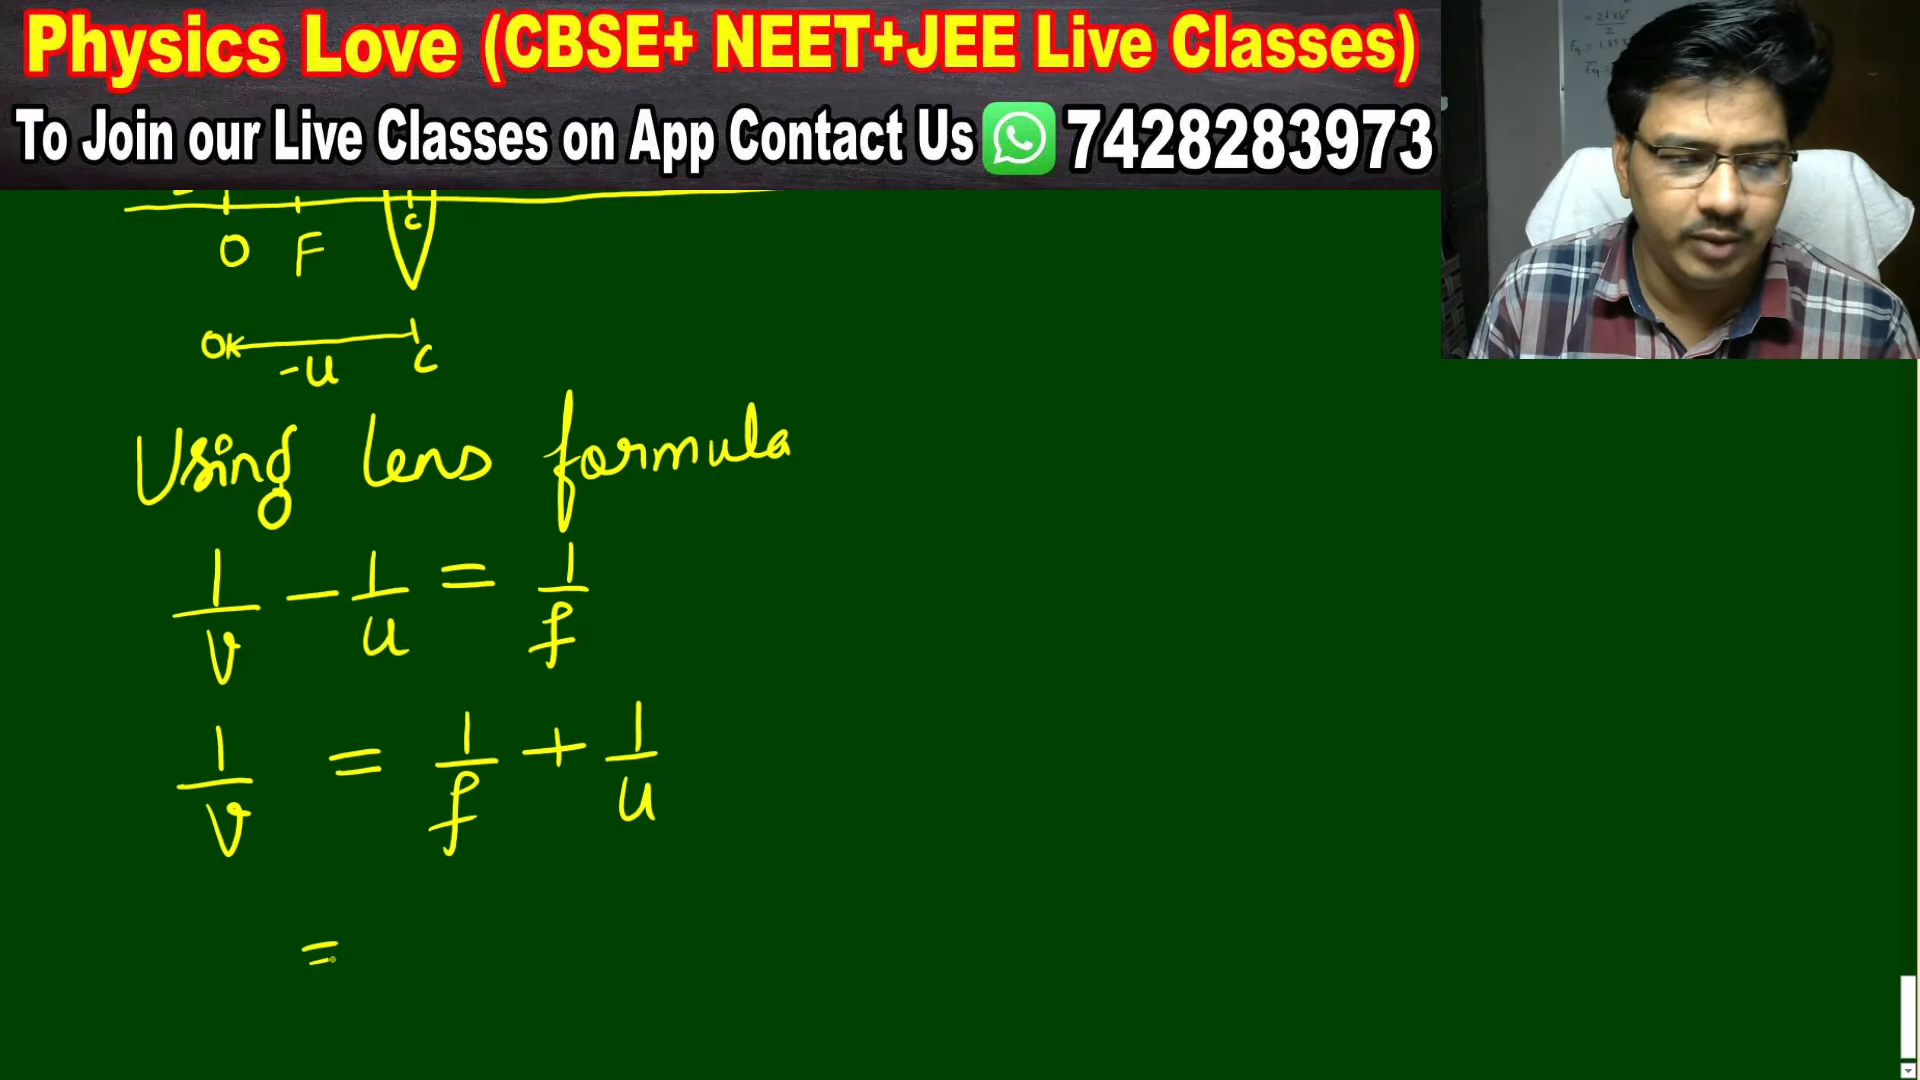 Physics Love (CBSE+ NEET+JEE Live Classes)
To Join our Live Classes on App Contact Us 7428283973
c
O F
O -u c
Using lens formula
1/v - 1/u = 1/f
1/v = 1/f + 1/u
=